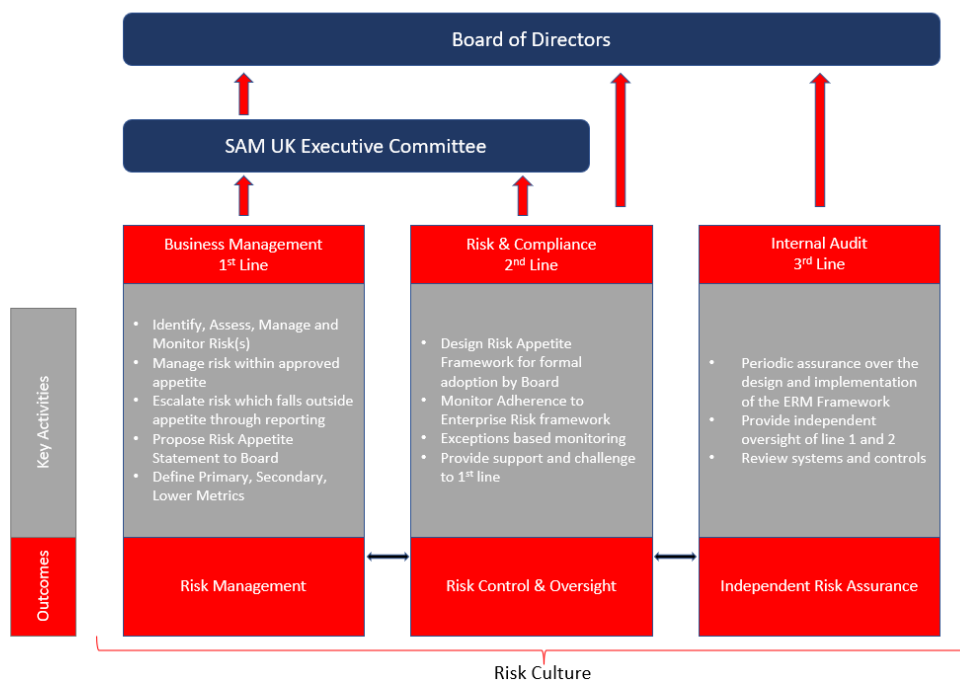 Board of Directors
SAM UK Executive Committee
Business Management
1st Line
Risk & Compliance
2nd Line
Internal Audit
3rd Line
Key Activities
• Identify, Assess, Manage and
Monitor Risk(s)
• Manage risk within approved
appetite
• Escalate risk which falls outside
appetite through reporting
• Propose Risk Appetite
Statement to Board
• Define Primary, Secondary,
Lower Metrics
• Design Risk Appetite
Framework for formal
adoption by Board
• Monitor Adherence to
Enterprise Risk framework
• Exceptions based monitoring
• Provide support and challenge
to 1st line
• Periodic assurance over the
design and implementation
of the ERM Framework
• Provide independent
oversight of line 1 and 2
• Review systems and controls
Outcomes
Risk Management
Risk Control & Oversight
Independent Risk Assurance
Risk Culture